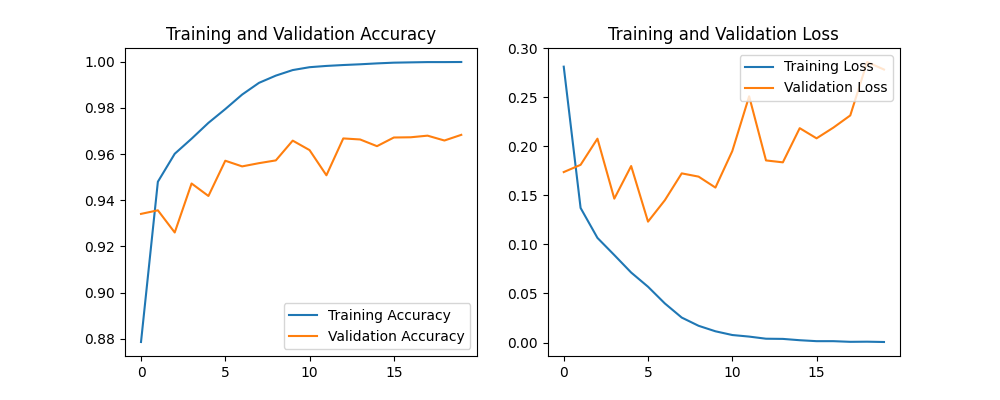 Training and Validation Accuracy
1.00
0.98
0.96
0.94
0.92
0.90
0.88
0 5 10 15
Training Accuracy
Validation Accuracy
Training and Validation Loss
0.30
0.25
0.20
0.15
0.10
0.05
0.00
0 5 10 15
Training Loss
Validation Loss